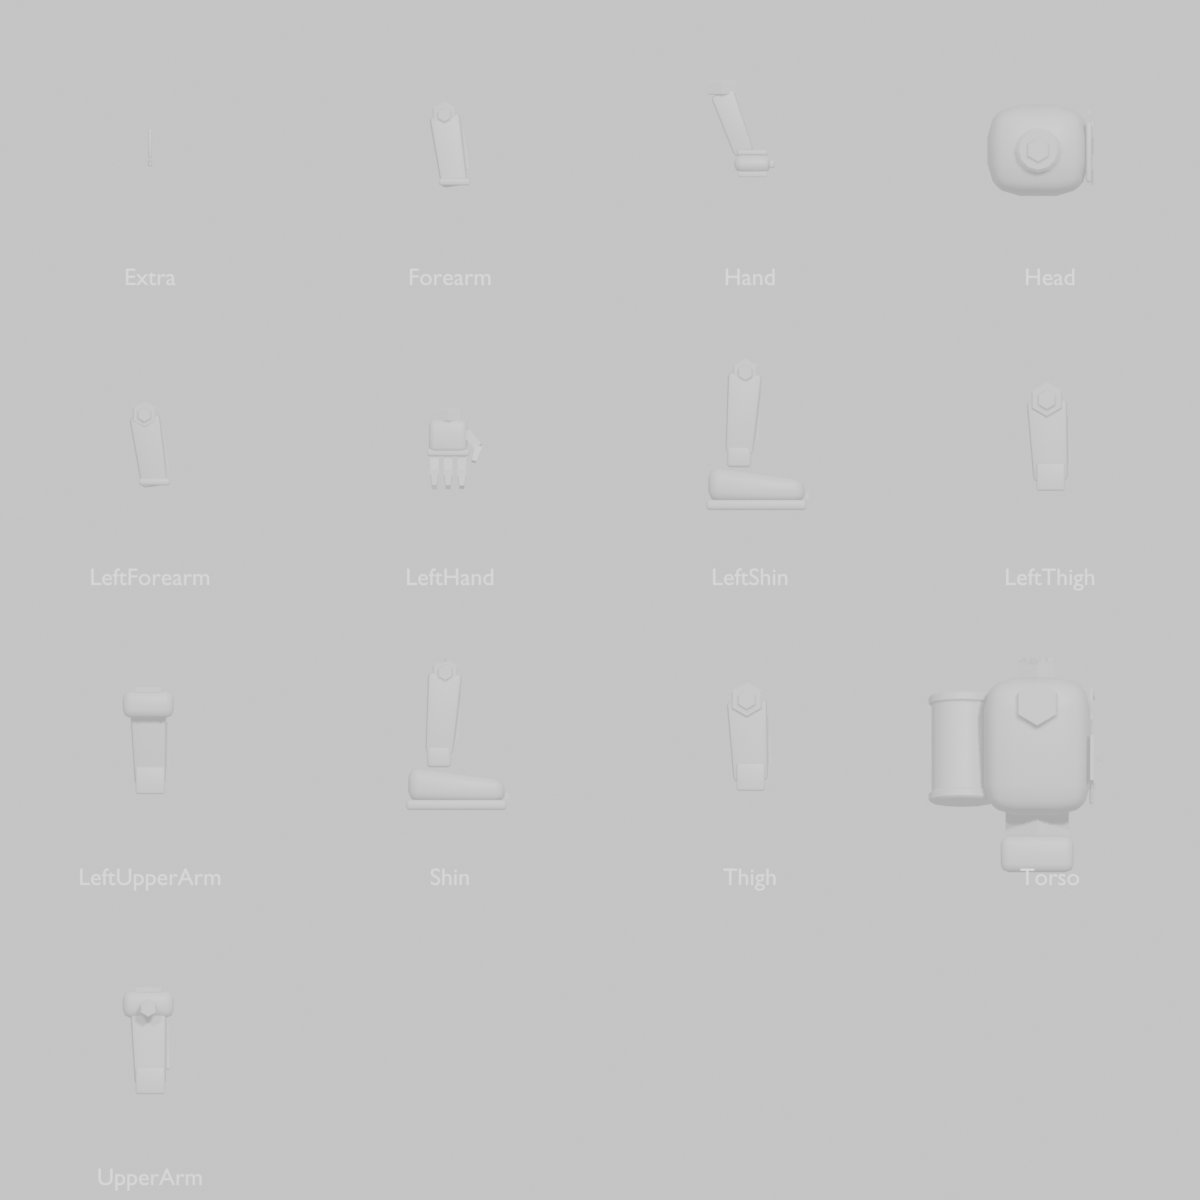 Extra
Forearm
Hand
Head
LeftForearm
LeftHand
LeftShin
LeftThigh
LeftUpperArm
Shin
Thigh
Torso
UpperArm